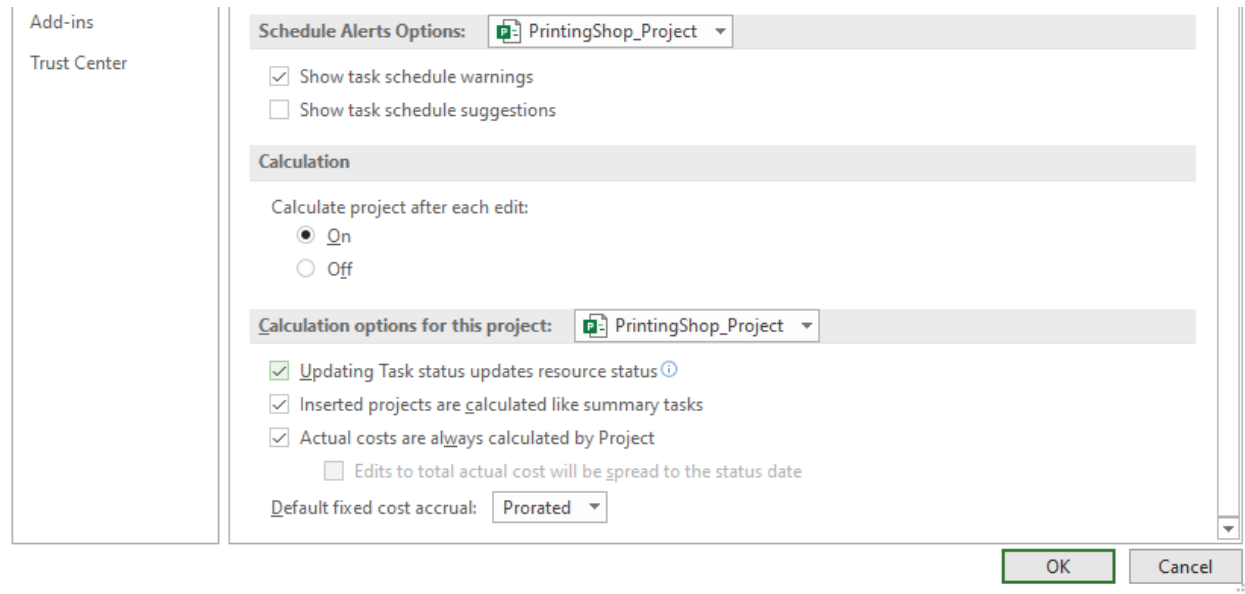 Add-ins
Trust Center
Schedule Alerts Options: PrintingShop_Project
Show task schedule warnings
Show task schedule suggestions
Calculation
Calculate project after each edit:
On
Off
Calculation options for this project: PrintingShop_Project
Updating Task status updates resource status
Inserted projects are calculated like summary tasks
Actual costs are always calculated by Project
Edits to total actual cost will be spread to the status date
Default fixed cost accrual: Prorated
OK Cancel